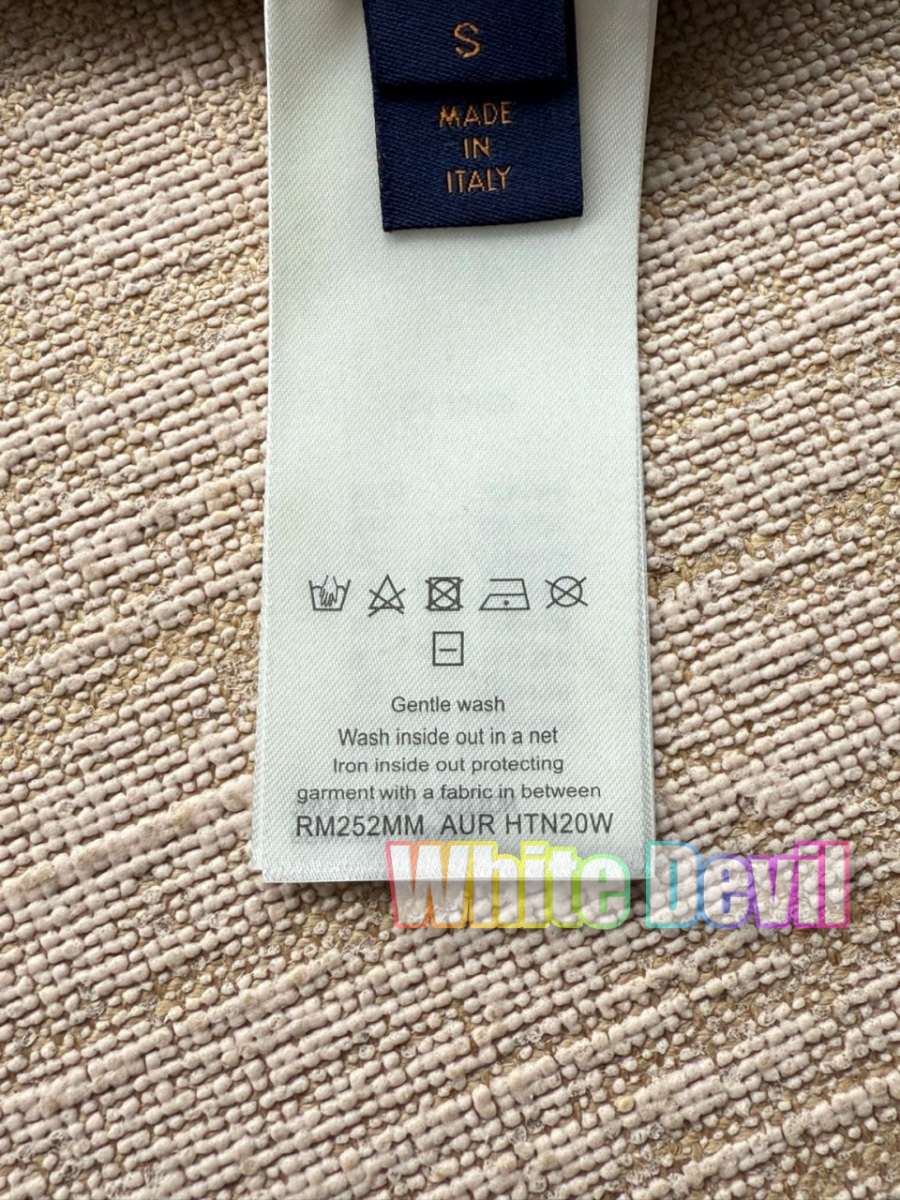 S
MADE
IN
ITALY
Gentle wash
Wash inside out in a net
Iron inside out protecting
garment with a fabric in between
RM252MM AUR HTN20W
White Devil